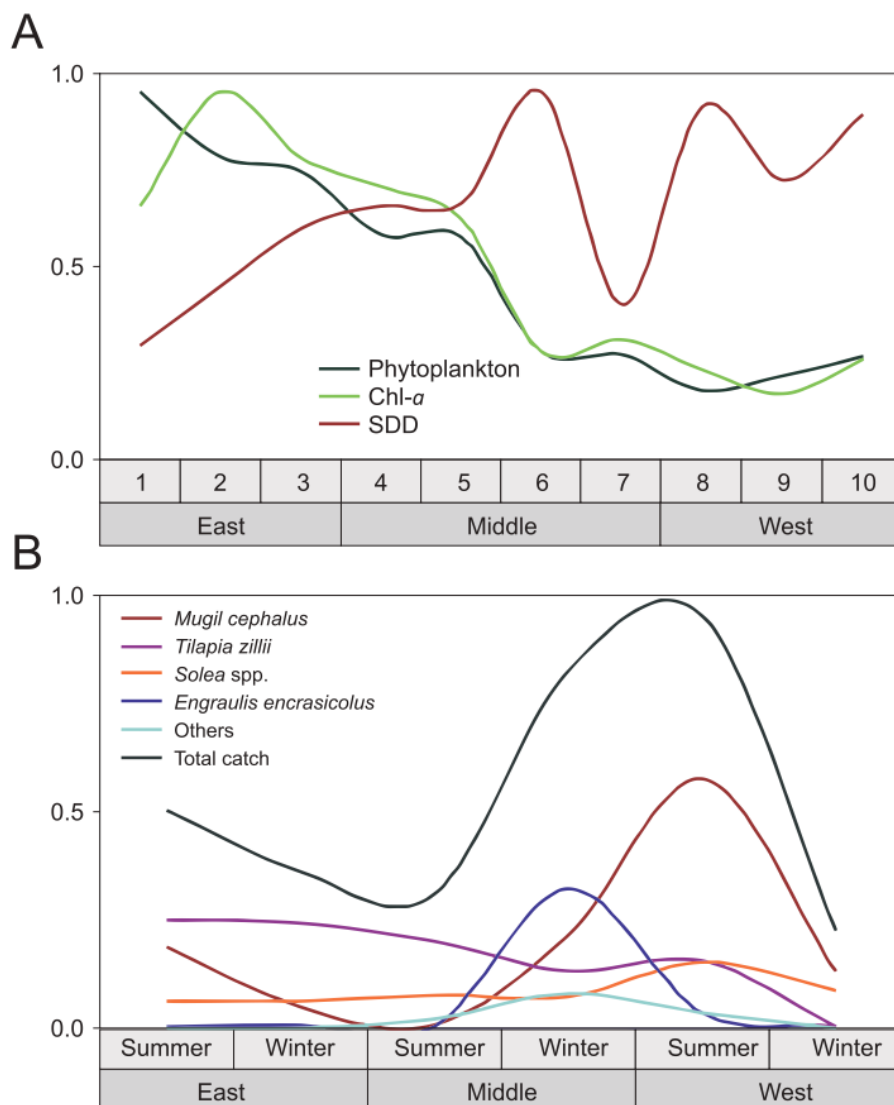 A
1.0
0.5
0.0
Phytoplankton
Chl-a
SDD
1 2 3 4 5 6 7 8 9 10
East Middle West
B
1.0
0.5
0.0
Mugil cephalus
Tilapia zillii
Solea spp.
Engraulis encrasicolus
Others
Total catch
Summer Winter Summer Winter Summer Winter
East Middle West